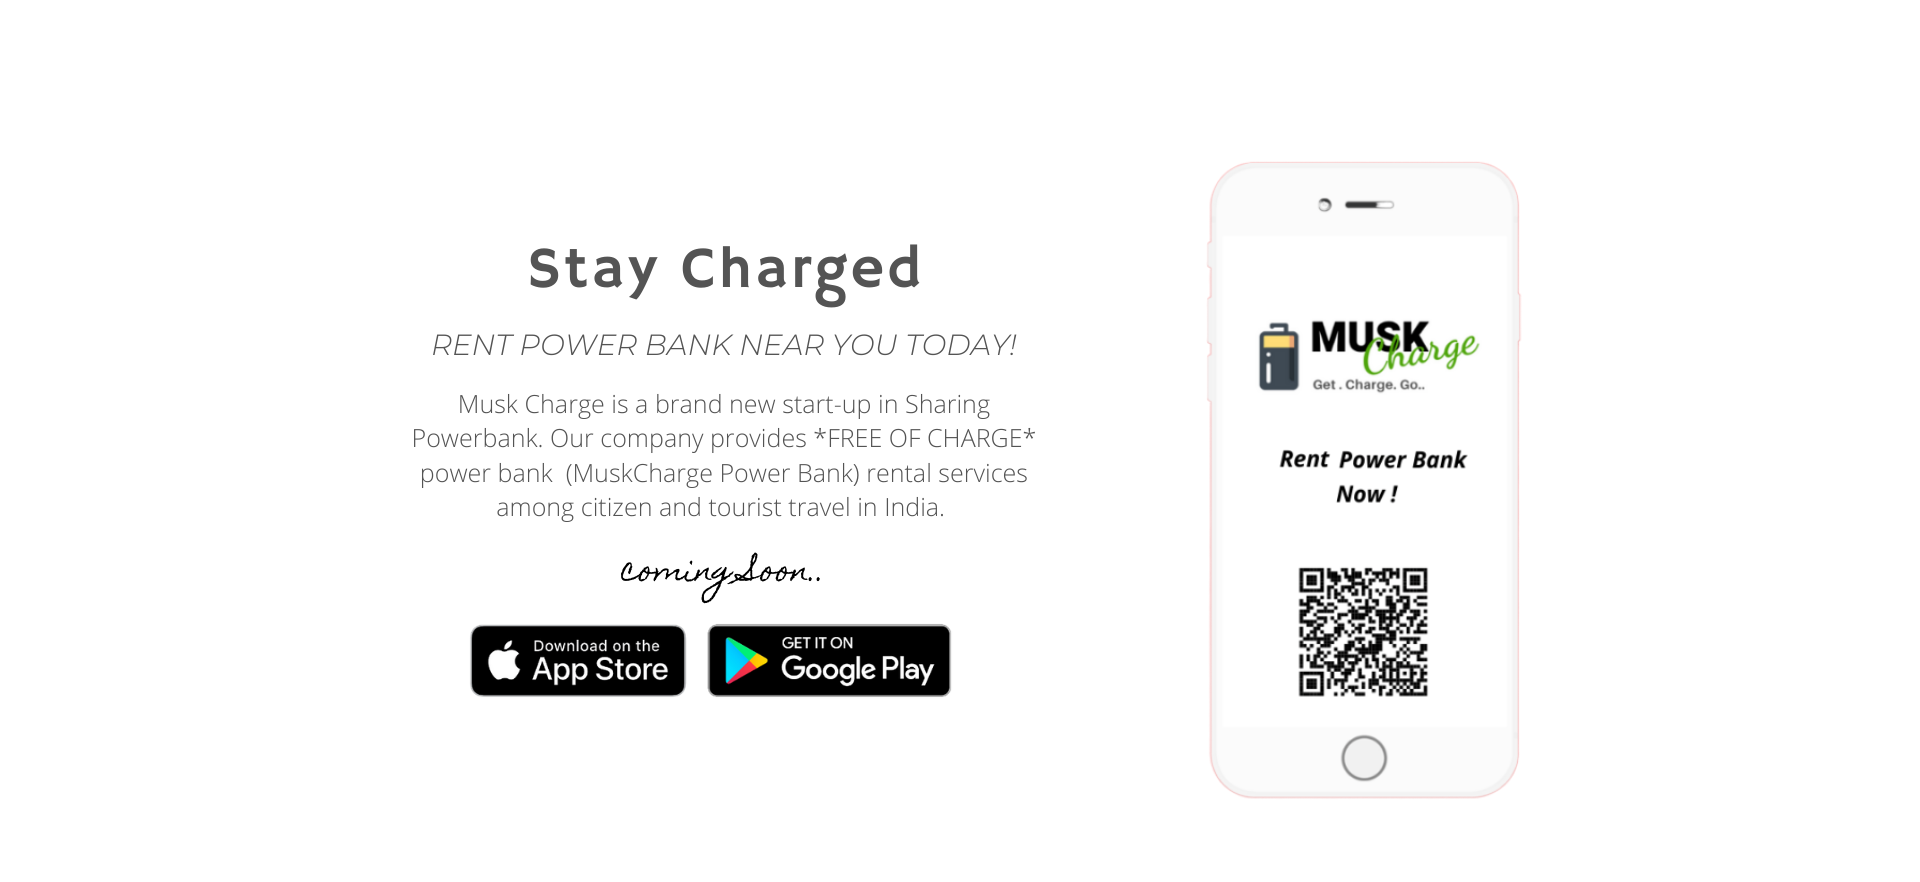 Stay Charged
RENT POWER BANK NEAR YOU TODAY!
Musk Charge is a brand new start-up in Sharing
Powerbank. Our company provides *FREE OF CHARGE*
power bank  (MuskCharge Power Bank) rental services
among citizen and tourist travel in India.
coming Soon..
Download on the
App Store
GET IT ON
Google Play
MUSK
Charge
Get . Charge. Go..
Rent Power Bank
Now !